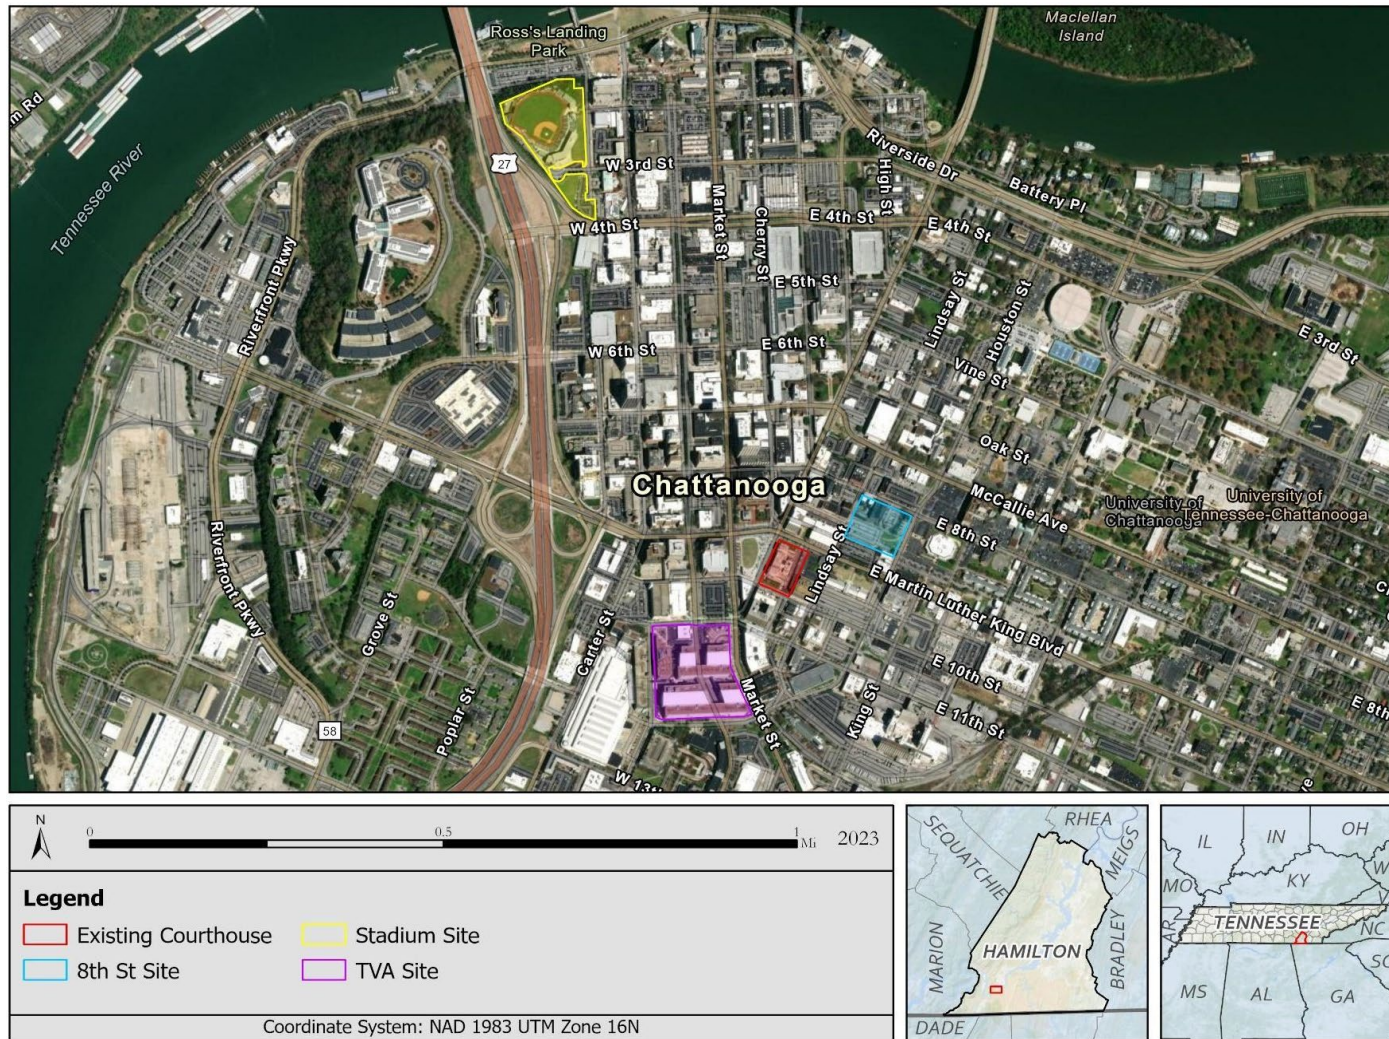 Maclellan
Island
Ross's Landing
Park
m Rd
Tennessee River
27
W 3rd St
Riverside Dr
High St
Battery Pl
Market St
Cherry St
E 4th St
E 4th St
W 4th St
Riverfront Pkwy
E 5th St
Lindsay St
Houston St
E 3rd St
W 6th St
E 6th St
Vine St
Oak St
Chattanooga
McCallie Ave
University of
Chattanooga
University of
Tennessee-Chattanooga
E 8th St
Lindsay St
E Martin Luther King Blvd
Riverfront Pkwy
Grove St
Carter St
E 10th St
Market St
King St
E 11th St
E 8th
Poplar St
58
W 13th
N
0
0.5
1
Mi
2023
Legend
Existing Courthouse
Stadium Site
8th St Site
TVA Site
Coordinate System: NAD 1983 UTM Zone 16N
SEQUATCHIE
RHEA
MEIGS
MARION
HAMILTON
BRADLEY
DADE
IL
IN
OH
MO
KY
W
V
AR
TENNESSEE
NC
SC
MS
AL
GA